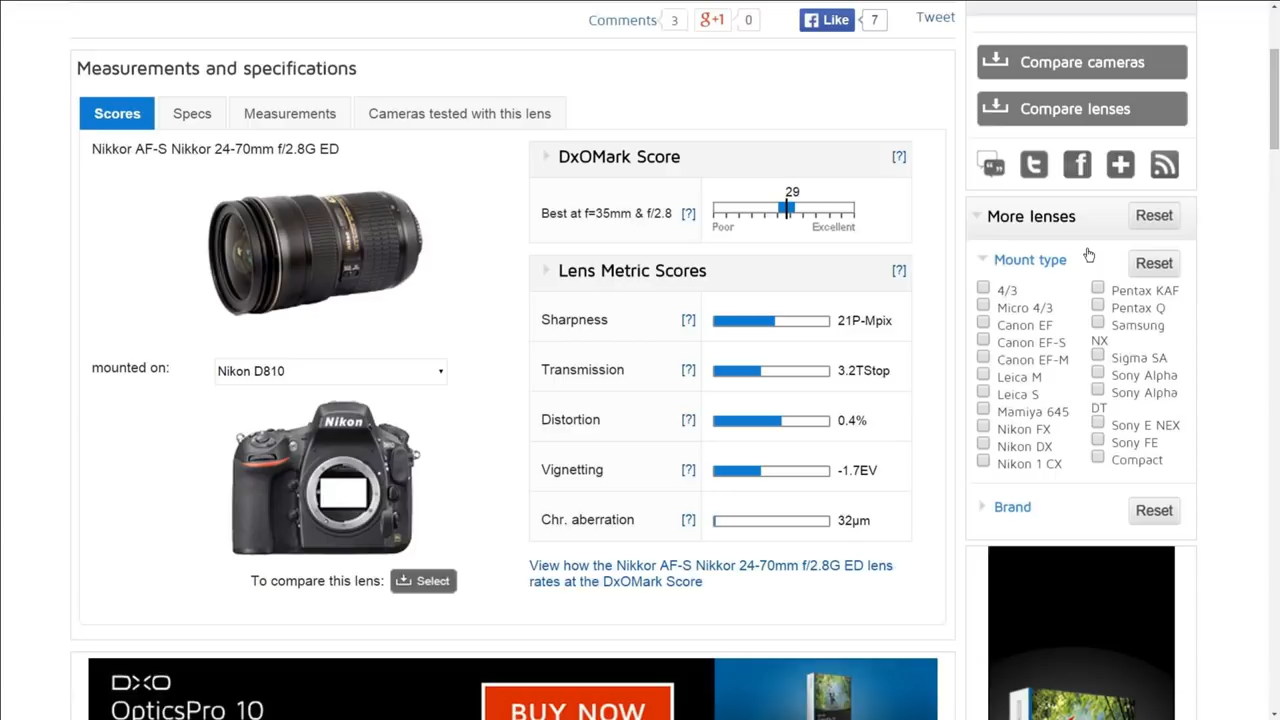 Comments 3 g+1 0 Like 7 Tweet
Measurements and specifications
Scores Specs Measurements Cameras tested with this lens
Nikkor AF-S Nikkor 24-70mm f/2.8G ED
mounted on: Nikon D810
Nikon
To compare this lens: Select
DxOMark Score [?]
Best at f=35mm & f/2.8 [?] 29
Poor Excellent
Lens Metric Scores [?]
Sharpness [?] 21P-Mpix
Transmission [?] 3.2TStop
Distortion [?] 0.4%
Vignetting [?] -1.7EV
Chr. aberration [?] 32µm
View how the Nikkor AF-S Nikkor 24-70mm f/2.8G ED lens
rates at the DxOMark Score
DXO
OpticsPro 10
BUY NOW
Compare cameras
Compare lenses
More lenses Reset
Mount type Reset
4/3
Micro 4/3
Canon EF
Canon EF-S
Canon EF-M
Leica M
Leica S
Mamiya 645
Nikon FX
Nikon DX
Nikon 1 CX
Pentax KAF
Pentax Q
Samsung
NX
Sigma SA
Sony Alpha
Sony Alpha
DT
Sony E NEX
Sony FE
Compact
Brand Reset